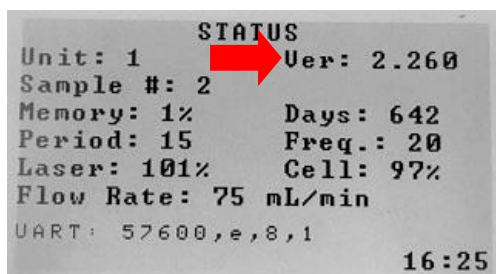 STATUS
Unit: 1 Ver: 2.260
Sample #: 2
Memory: 1% Days: 642
Period: 15 Freq.: 20
Laser: 101% Cell: 97%
Flow Rate: 75 mL/min
UART: 57600,e,8,1
16:25